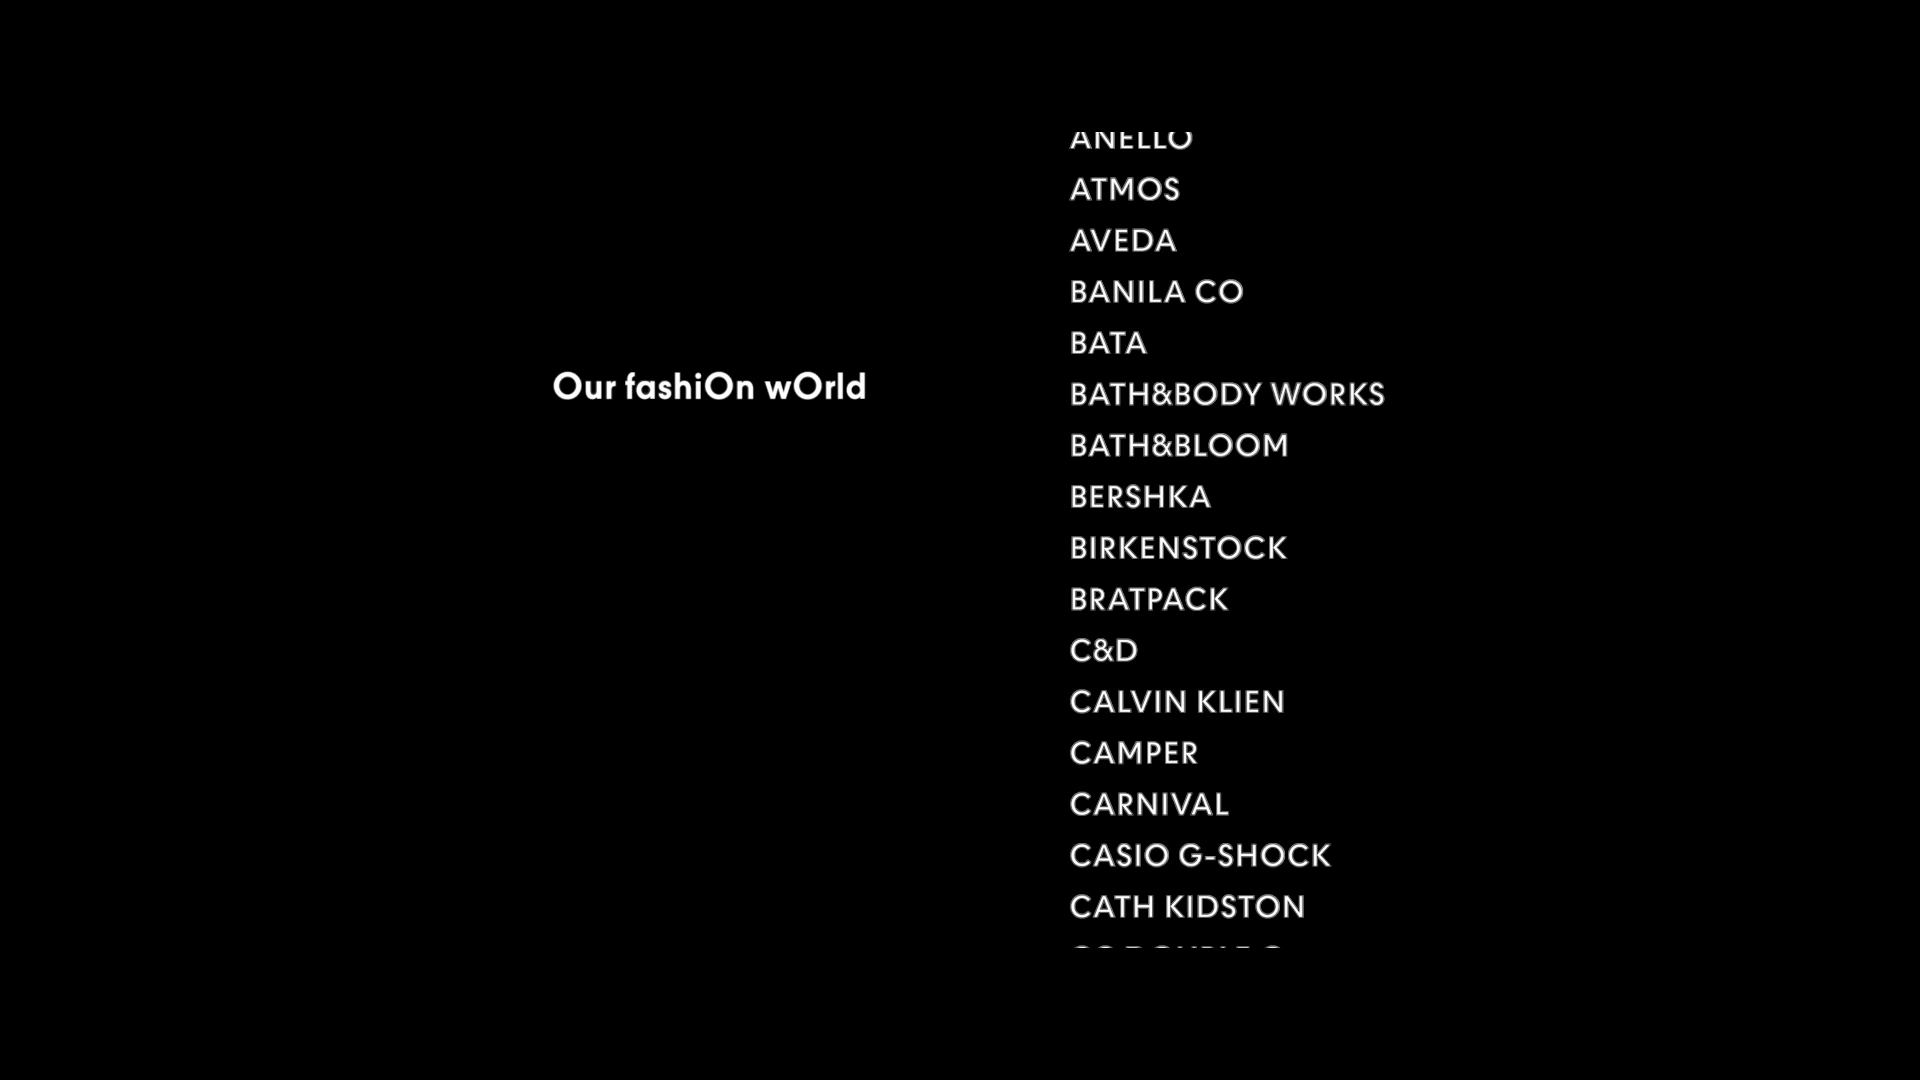 Our fashiOn wOrld
ANELLO
ATMOS
AVEDA
BANILA CO
BATA
BATH&BODY WORKS
BATH&BLOOM
BERSHKA
BIRKENSTOCK
BRATPACK
C&D
CALVIN KLIEN
CAMPER
CARNIVAL
CASIO G-SHOCK
CATH KIDSTON